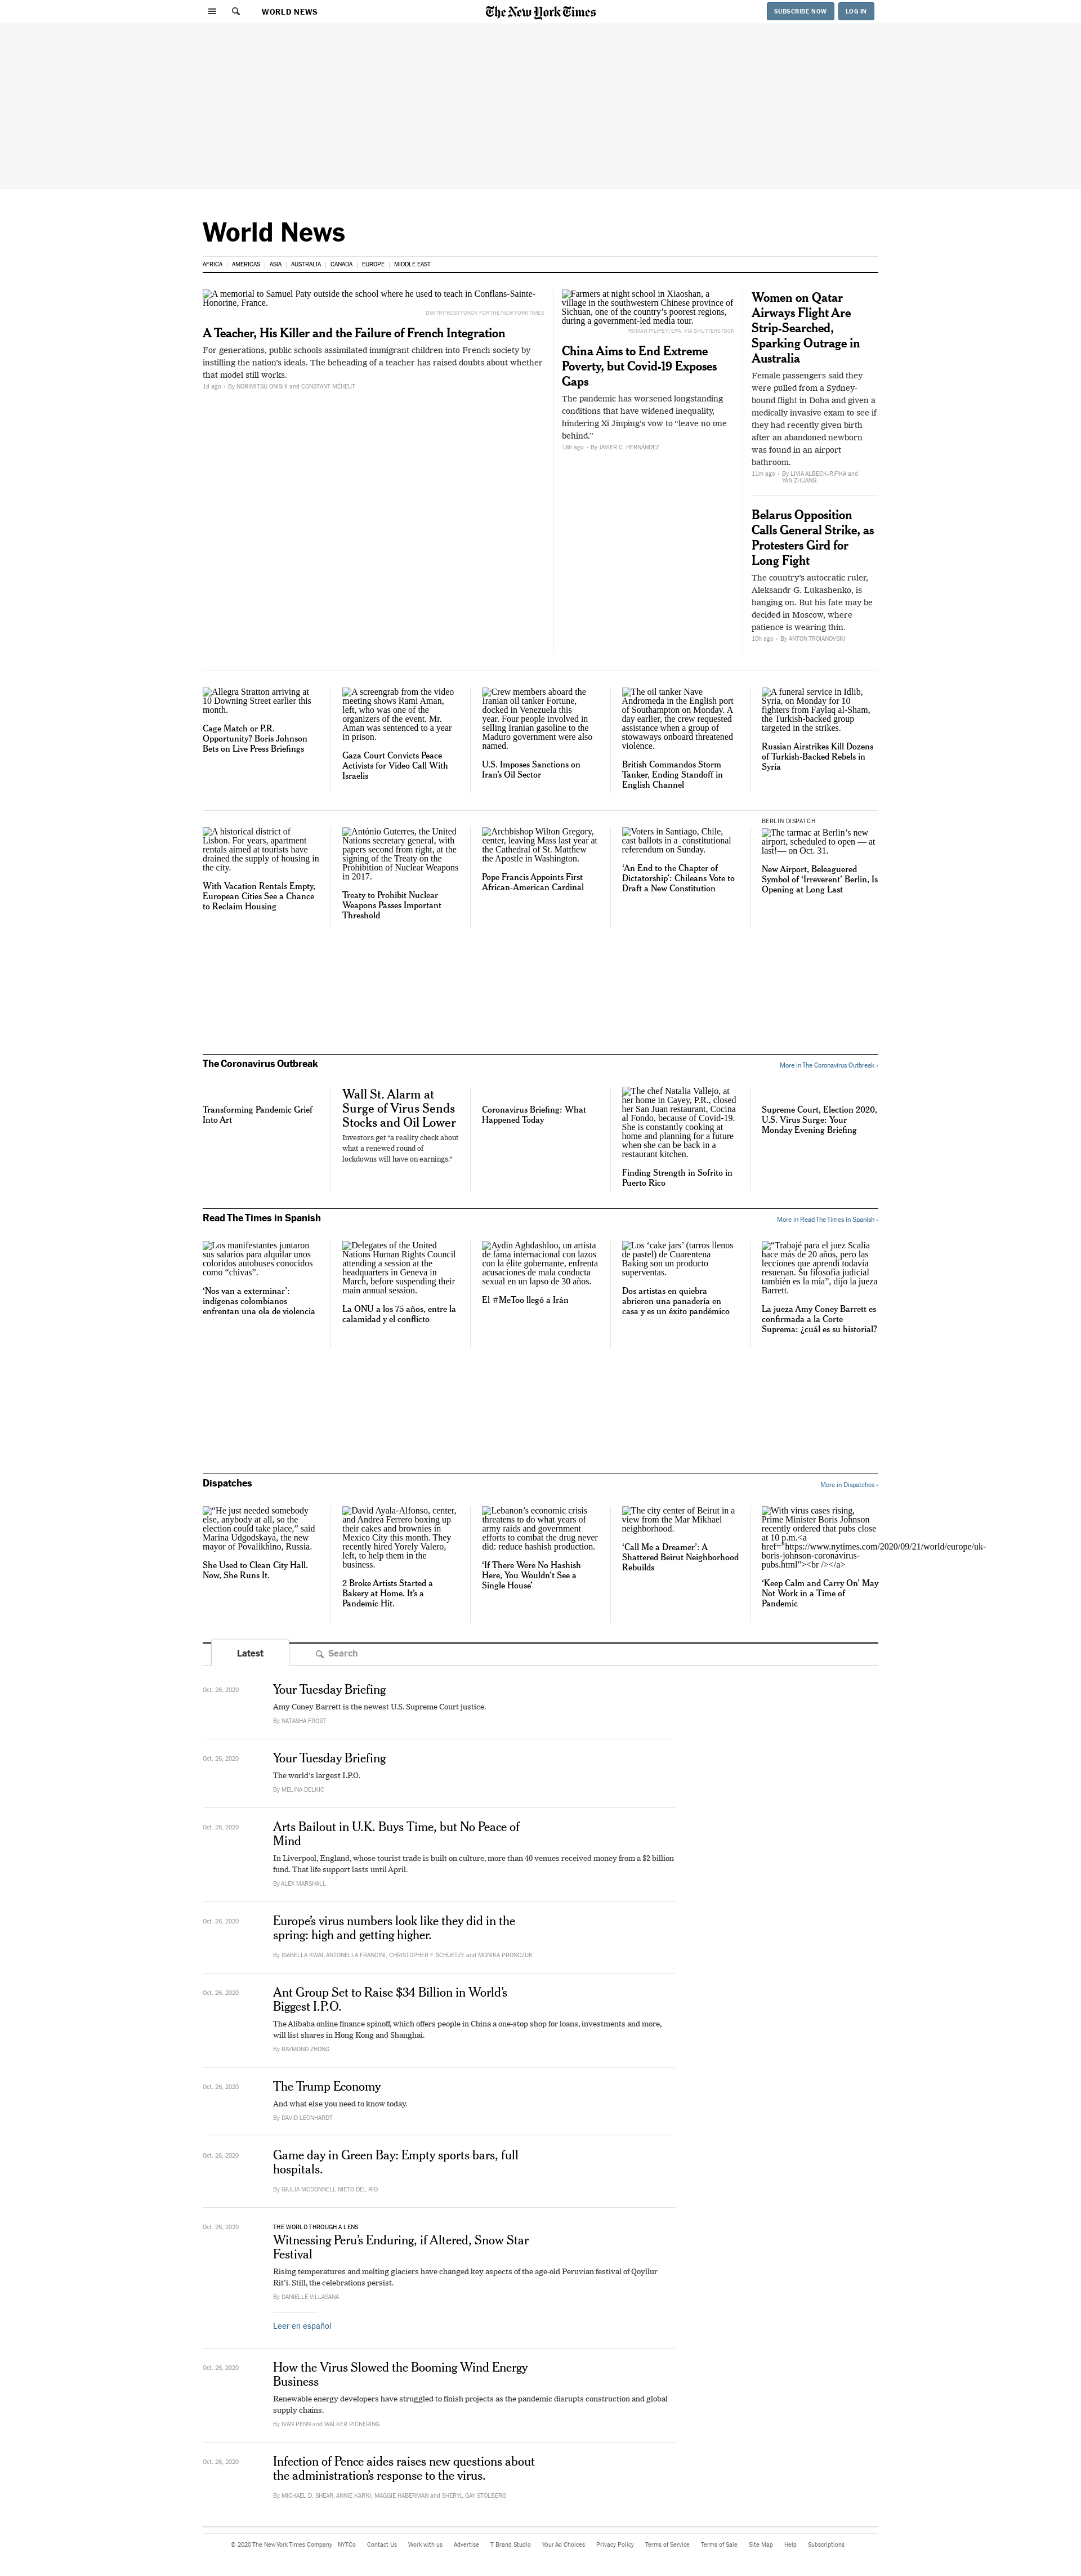 WORLD NEWS
The New York Times
SUBSCRIBE NOW
LOG IN
World News
AFRICA
AMERICAS
ASIA
AUSTRALIA
CANADA
EUROPE
MIDDLE EAST
A memorial to Samuel Paty outside the school where he used to teach in Conflans-Sainte-
Honorine, France.
DMITRY KOSTYUKOV FOR THE NEW YORK TIMES
A Teacher, His Killer and the Failure of French Integration
For generations, public schools assimilated immigrant children into French society by
instilling the nation’s ideals. The beheading of a teacher has raised doubts about whether
that model still works.
1d ago • By NORIMITSU ONISHI and CONSTANT MÉHEUT
Farmers at night school in Xiaoshan, a
village in the southwestern Chinese province of
Sichuan, one of the country’s poorest regions,
during a government-led media tour.
ROMAN PILIPEY/EPA, VIA SHUTTERSTOCK
China Aims to End Extreme
Poverty, but Covid-19 Exposes
Gaps
The pandemic has worsened longstanding
conditions that have widened inequality,
hindering Xi Jinping’s vow to “leave no one
behind.”
18h ago • By JAVIER C. HERNÁNDEZ
Women on Qatar
Airways Flight Are
Strip-Searched,
Sparking Outrage in
Australia
Female passengers said they
were pulled from a Sydney-
bound flight in Doha and given a
medically invasive exam to see if
they had recently given birth
after an abandoned newborn
was found in an airport
bathroom.
11m ago • By LIVIA ALBECK-RIPKA and
YAN ZHUANG
Belarus Opposition
Calls General Strike, as
Protesters Gird for
Long Fight
The country’s autocratic ruler,
Aleksandr G. Lukashenko, is
hanging on. But his fate may be
decided in Moscow, where
patience is wearing thin.
10h ago • By ANTON TROIANOVSKI
Allegra Stratton arriving at
10 Downing Street earlier this
month.
Cage Match or P.R.
Opportunity? Boris Johnson
Bets on Live Press Briefings
A screengrab from the video
meeting shows Rami Aman,
left, who was one of the
organizers of the event. Mr.
Aman was sentenced to a year
in prison.
Gaza Court Convicts Peace
Activists for Video Call With
Israelis
Crew members aboard the
Iranian oil tanker Fortune,
docked in Venezuela this
year. Four people involved in
selling Iranian gasoline to the
Maduro government were also
named.
U.S. Imposes Sanctions on
Iran’s Oil Sector
The oil tanker Nave
Andromeda in the English port
of Southampton on Monday. A
day earlier, the crew requested
assistance when a group of
stowaways onboard threatened
violence.
British Commandos Storm
Tanker, Ending Standoff in
English Channel
A funeral service in Idlib,
Syria, on Monday for 10
fighters from Faylaq al-Sham,
the Turkish-backed group
targeted in the strikes.
Russian Airstrikes Kill Dozens
of Turkish-Backed Rebels in
Syria
A historical district of
Lisbon. For years, apartment
rentals aimed at tourists have
drained the supply of housing in
the city.
With Vacation Rentals Empty,
European Cities See a Chance
to Reclaim Housing
António Guterres, the United
Nations secretary general, with
papers second from right, at the
signing of the Treaty on the
Prohibition of Nuclear Weapons
in 2017.
Treaty to Prohibit Nuclear
Weapons Passes Important
Threshold
Archbishop Wilton Gregory,
center, leaving Mass last year at
the Cathedral of St. Matthew
the Apostle in Washington.
Pope Francis Appoints First
African-American Cardinal
Voters in Santiago, Chile,
cast ballots in a constitutional
referendum on Sunday.
‘An End to the Chapter of
Dictatorship’: Chileans Vote to
Draft a New Constitution
BERLIN DISPATCH
The tarmac at Berlin’s new
airport, scheduled to open — at
last!— on Oct. 31.
New Airport, Beleaguered
Symbol of ‘Irreverent’ Berlin, Is
Opening at Long Last
The Coronavirus Outbreak
More in The Coronavirus Outbreak ›
Transforming Pandemic Grief
Into Art
Wall St. Alarm at
Surge of Virus Sends
Stocks and Oil Lower
Investors get “a reality check about
what a renewed round of
lockdowns will have on earnings.”
Coronavirus Briefing: What
Happened Today
The chef Natalia Vallejo, at
her home in Cayey, P.R., closed
her San Juan restaurant, Cocina
al Fondo, because of Covid-19.
She is constantly cooking at
home and planning for a future
when she can be back in a
restaurant kitchen.
Finding Strength in Sofrito in
Puerto Rico
Supreme Court, Election 2020,
U.S. Virus Surge: Your
Monday Evening Briefing
Read The Times in Spanish
More in Read The Times in Spanish ›
Los manifestantes juntaron
sus salarios para alquilar unos
coloridos autobuses conocidos
como “chivas”.
‘Nos van a exterminar’:
indígenas colombianos
enfrentan una ola de violencia
Delegates of the United
Nations Human Rights Council
attending a session at the
headquarters in Geneva in
March, before suspending their
main annual session.
La ONU a los 75 años, entre la
calamidad y el conflicto
Aydin Aghdashloo, un artista
de fama internacional con lazos
con la élite gobernante, enfrenta
acusaciones de mala conducta
sexual en un lapso de 30 años.
El #MeToo llegó a Irán
Los ‘cake jars’ (tarros llenos
de pastel) de Cuarentena
Baking son un producto
superventas.
Dos artistas en quiebra
abrieron una panadería en
casa y es un éxito pandémico
“Trabajé para el juez Scalia
hace más de 20 años, pero las
lecciones que aprendí todavía
resuenan. Su filosofía judicial
también es la mía”, dijo la jueza
Barrett.
La jueza Amy Coney Barrett es
confirmada a la Corte
Suprema: ¿cuál es su historial?
Dispatches
More in Dispatches ›
“He just needed somebody
else, anybody at all, so the
election could take place,” said
Marina Udgodskaya, the new
mayor of Povalikhino, Russia.
She Used to Clean City Hall.
Now, She Runs It.
David Ayala-Alfonso, center,
and Andrea Ferrero boxing up
their cakes and brownies in
Mexico City this month. They
recently hired Yorely Valero,
left, to help them in the
business.
2 Broke Artists Started a
Bakery at Home. It’s a
Pandemic Hit.
Lebanon’s economic crisis
threatens to do what years of
army raids and government
efforts to combat the drug never
did: reduce hashish production.
‘If There Were No Hashish
Here, You Wouldn’t See a
Single House’
The city center of Beirut in a
view from the Mar Mikhael
neighborhood.
‘Call Me a Dreamer’: A
Shattered Beirut Neighborhood
Rebuilds
With virus cases rising,
Prime Minister Boris Johnson
recently ordered that pubs close
at 10 p.m.<a
href="https://www.nytimes.com/2020/09/21/world/europe/uk-
boris-johnson-coronavirus-
pubs.html"><br /></a>
‘Keep Calm and Carry On’ May
Not Work in a Time of
Pandemic
Latest
Search
Oct. 26, 2020
Your Tuesday Briefing
Amy Coney Barrett is the newest U.S. Supreme Court justice.
By NATASHA FROST
Oct. 26, 2020
Your Tuesday Briefing
The world’s largest I.P.O.
By MELINA DELKIC
Oct. 26, 2020
Arts Bailout in U.K. Buys Time, but No Peace of
Mind
In Liverpool, England, whose tourist trade is built on culture, more than 40 venues received money from a $2 billion
fund. That life support lasts until April.
By ALEX MARSHALL
Oct. 26, 2020
Europe’s virus numbers look like they did in the
spring: high and getting higher.
By ISABELLA KWAI, ANTONELLA FRANCINI, CHRISTOPHER F. SCHUETZE and MONIKA PRONCZUK
Oct. 26, 2020
Ant Group Set to Raise $34 Billion in World’s
Biggest I.P.O.
The Alibaba online finance spinoff, which offers people in China a one-stop shop for loans, investments and more,
will list shares in Hong Kong and Shanghai.
By RAYMOND ZHONG
Oct. 26, 2020
The Trump Economy
And what else you need to know today.
By DAVID LEONHARDT
Oct. 26, 2020
Game day in Green Bay: Empty sports bars, full
hospitals.
By GIULIA MCDONNELL NIETO DEL RIO
Oct. 26, 2020
THE WORLD THROUGH A LENS
Witnessing Peru’s Enduring, if Altered, Snow Star
Festival
Rising temperatures and melting glaciers have changed key aspects of the age-old Peruvian festival of Qoyllur
Rit’i. Still, the celebrations persist.
By DANIELLE VILLASANA
Leer en español
Oct. 26, 2020
How the Virus Slowed the Booming Wind Energy
Business
Renewable energy developers have struggled to finish projects as the pandemic disrupts construction and global
supply chains.
By IVAN PENN and WALKER PICKERING
Oct. 26, 2020
Infection of Pence aides raises new questions about
the administration’s response to the virus.
By MICHAEL D. SHEAR, ANNIE KARNI, MAGGIE HABERMAN and SHERYL GAY STOLBERG
© 2020 The New York Times Company NYTCo Contact Us Work with us Advertise T Brand Studio Your Ad Choices Privacy Policy Terms of Service Terms of Sale Site Map Help Subscriptions